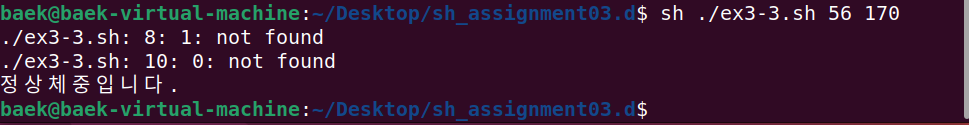 baek@baek-virtual-machine:~/Desktop/sh_assignment03.d$ sh ./ex3-3.sh 56 170
./ex3-3.sh: 8: 1: not found
./ex3-3.sh: 10: 0: not found
정상체중입니다.
baek@baek-virtual-machine:~/Desktop/sh_assignment03.d$